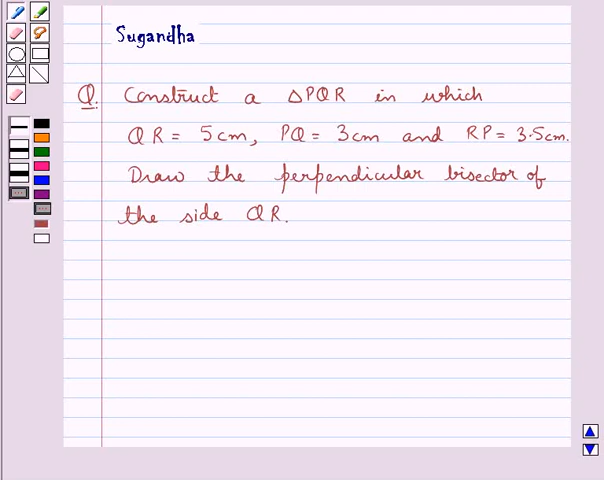 Sugandha
Q. Construct a △PQR in which
QR = 5cm, PQ = 3cm and RP = 3.5cm.
Draw the perpendicular bisector of
the side QR.